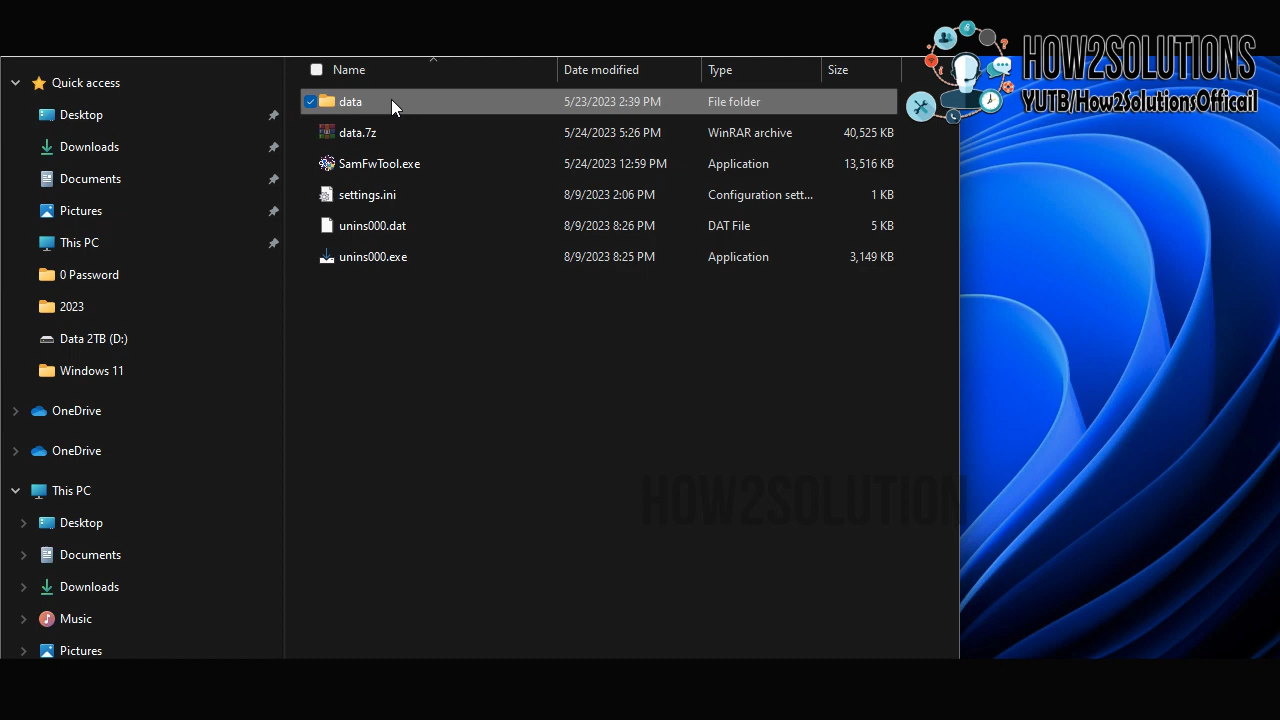 HOW2SOLUTIONS
YUTB/How2SolutionsOfficail
Name Date modified Type Size
Quick access
Desktop
Downloads
Documents
Pictures
This PC
0 Password
2023
Data 2TB (D:)
Windows 11
OneDrive
OneDrive
This PC
Desktop
Documents
Downloads
Music
Pictures
data 5/23/2023 2:39 PM File folder
data.7z 5/24/2023 5:26 PM WinRAR archive 40,525 KB
SamFwTool.exe 5/24/2023 12:59 PM Application 13,516 KB
settings.ini 8/9/2023 2:06 PM Configuration sett... 1 KB
unins000.dat 8/9/2023 8:26 PM DAT File 5 KB
unins000.exe 8/9/2023 8:25 PM Application 3,149 KB
HOW2SOLUTION